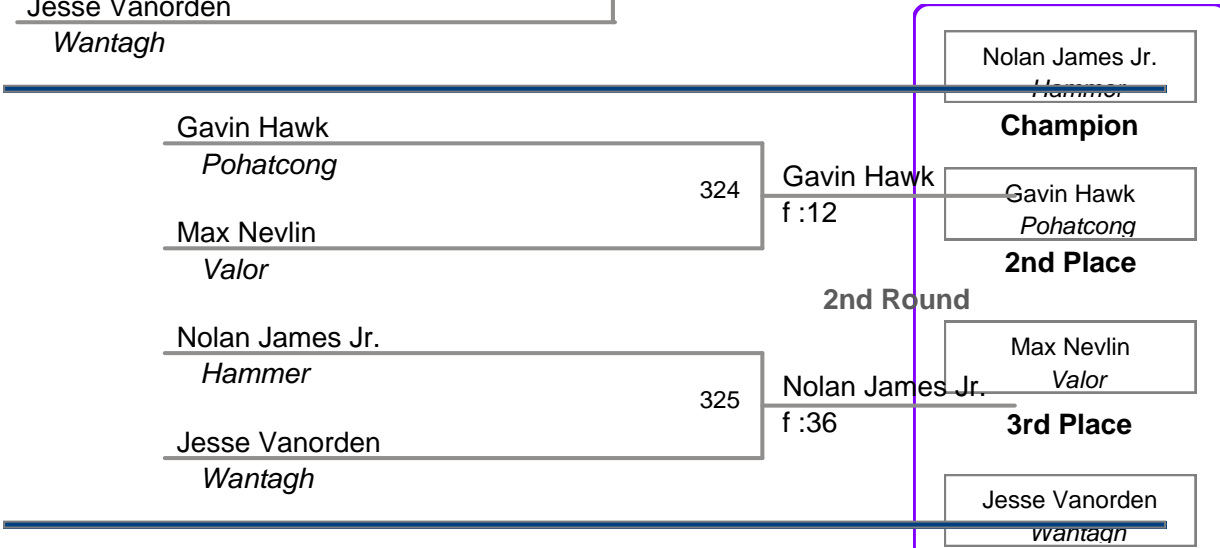 Jesse Vanorden
Wantagh
Nolan James Jr.
Hammer
Champion
Gavin Hawk
Pohatcong
324
Gavin Hawk
f :12
Max Nevlin
Valor
Gavin Hawk
Pohatcong
2nd Place
2nd Round
Nolan James Jr.
Hammer
325
Nolan James Jr.
f :36
Jesse Vanorden
Wantagh
Max Nevlin
Valor
3rd Place
Jesse Vanorden
Wantagh